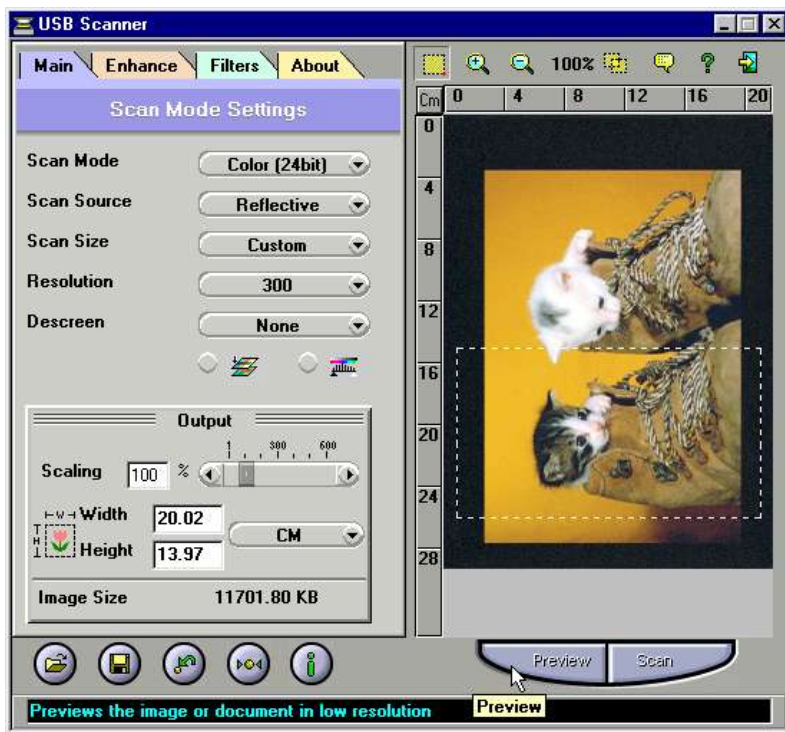 USB Scanner
Main Enhance Filters About
100%
Scan Mode Settings
Cm 0 4 8 12 16 20
0
4
8
12
16
20
24
28
Scan Mode Color (24bit)
Scan Source Reflective
Scan Size Custom
Resolution 300
Descreen None
Output
1 300 600
Scaling 100 %
W Width 20.02
H Height 13.97
CM
Image Size 11701.80 KB
Preview Scan
Preview
Previews the image or document in low resolution